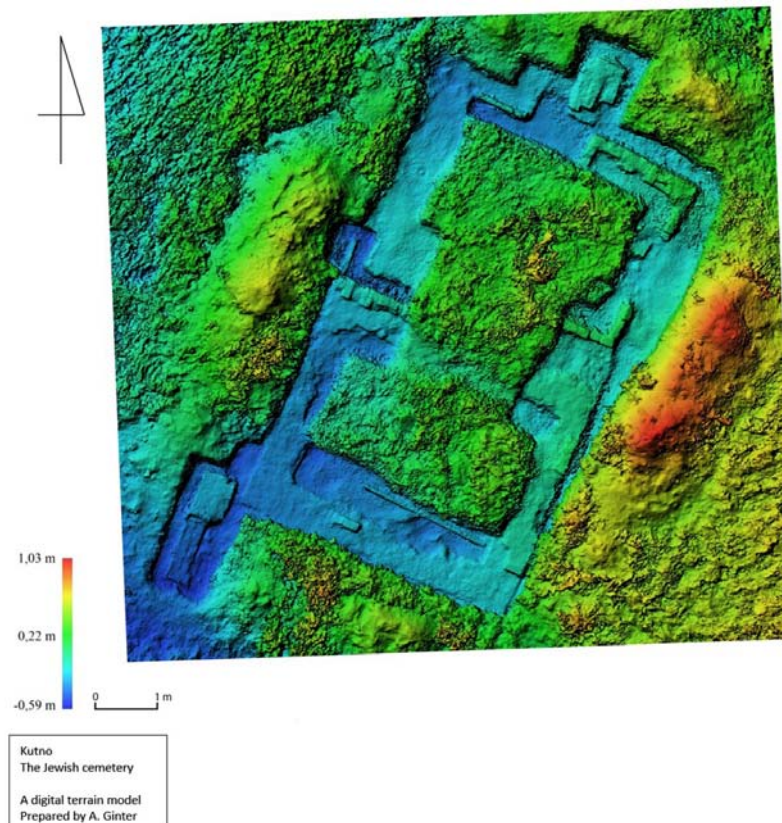 1,03 m
0,22 m
-0,59 m
0 1 m
Kutno
The Jewish cemetery
A digital terrain model
Prepared by A. Ginter